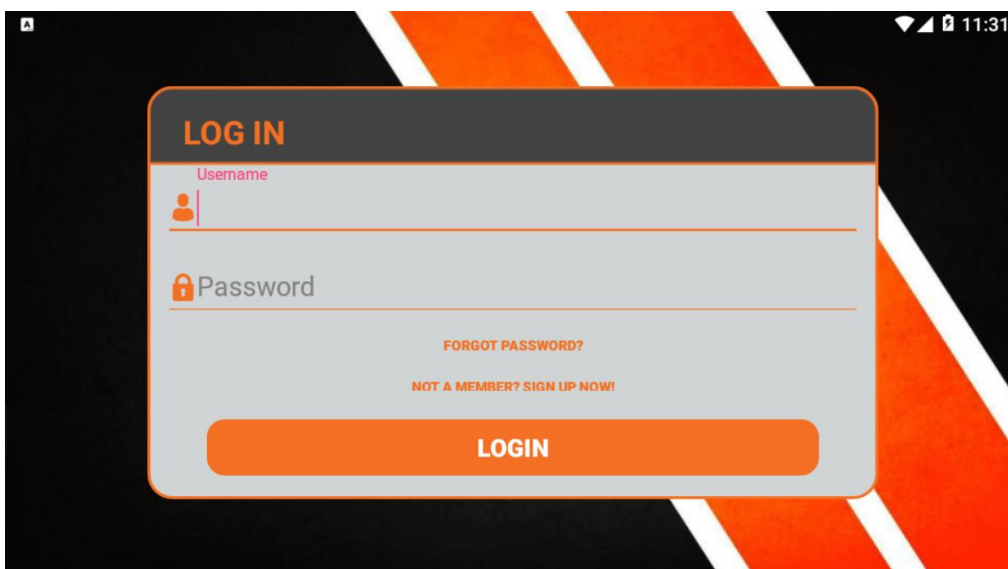 A
11:31
LOG IN
Username
Password
FORGOT PASSWORD?
NOT A MEMBER? SIGN UP NOW!
LOGIN